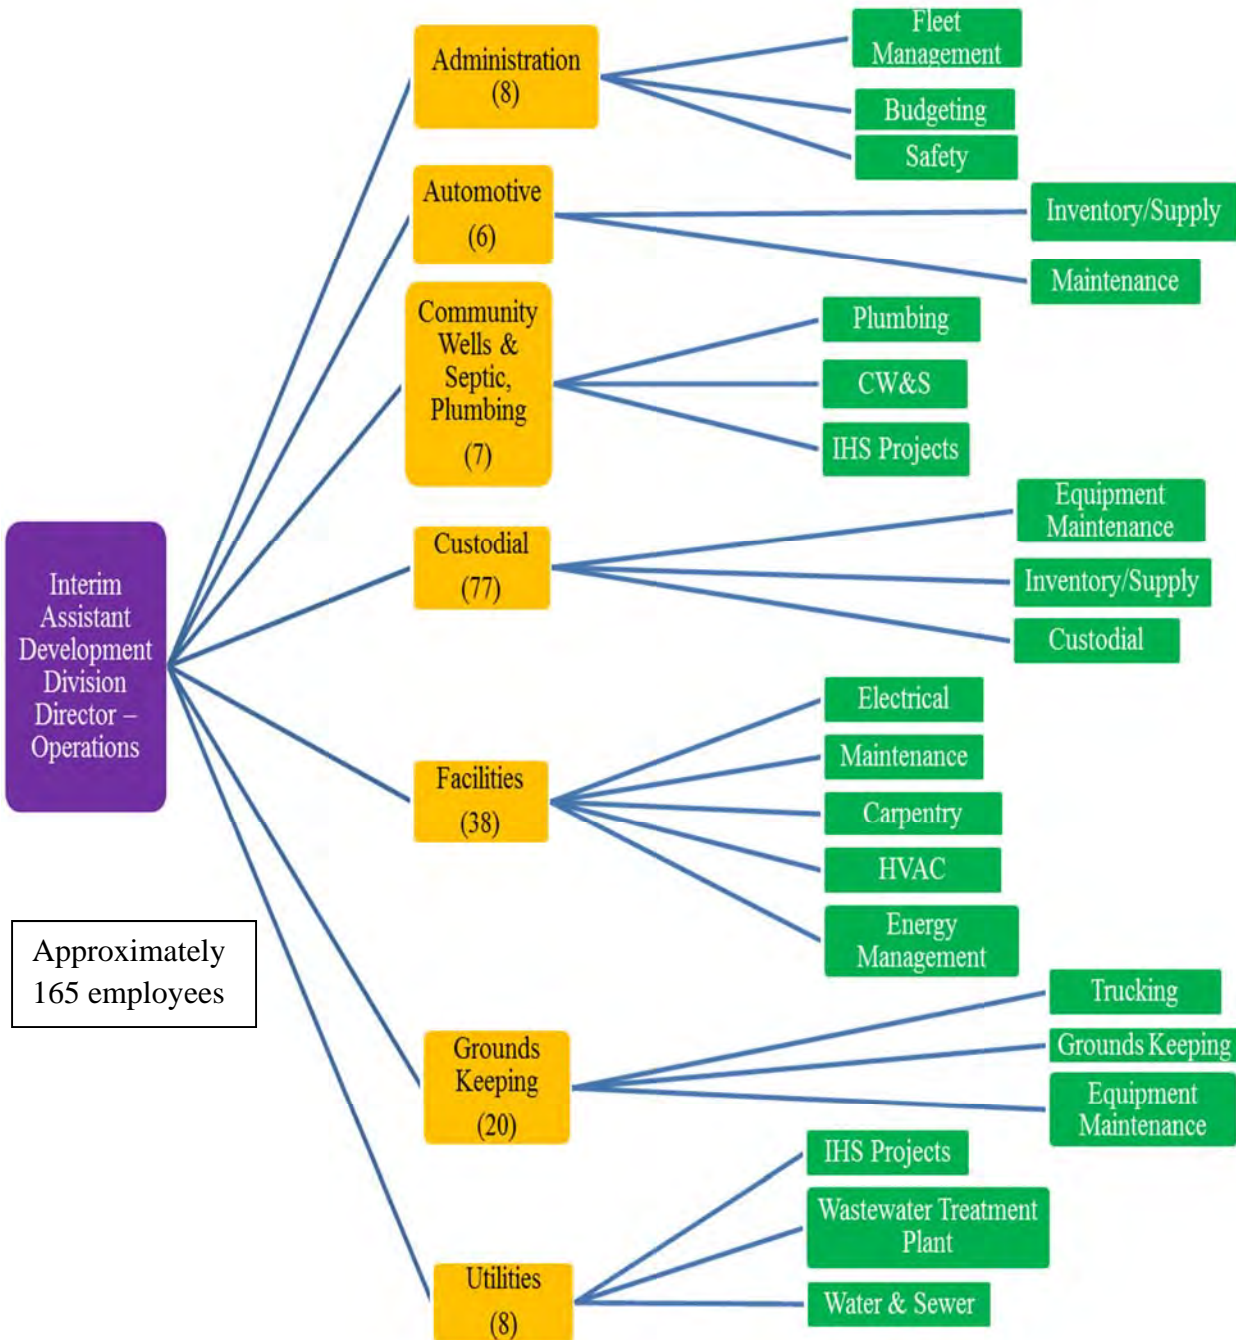 Fleet
Management
Administration
(8)
Budgeting
Safety
Automotive
(6)
Inventory/Supply
Maintenance
Community
Wells &
Septic,
Plumbing
(7)
Plumbing
CW&S
IHS Projects
Custodial
(77)
Equipment
Maintenance
Inventory/Supply
Custodial
Interim
Assistant
Development
Division
Director –
Operations
Facilities
(38)
Electrical
Maintenance
Carpentry
HVAC
Energy
Management
Approximately
165 employees
Grounds
Keeping
(20)
Trucking
Grounds Keeping
Equipment
Maintenance
Utilities
(8)
IHS Projects
Wastewater Treatment
Plant
Water & Sewer